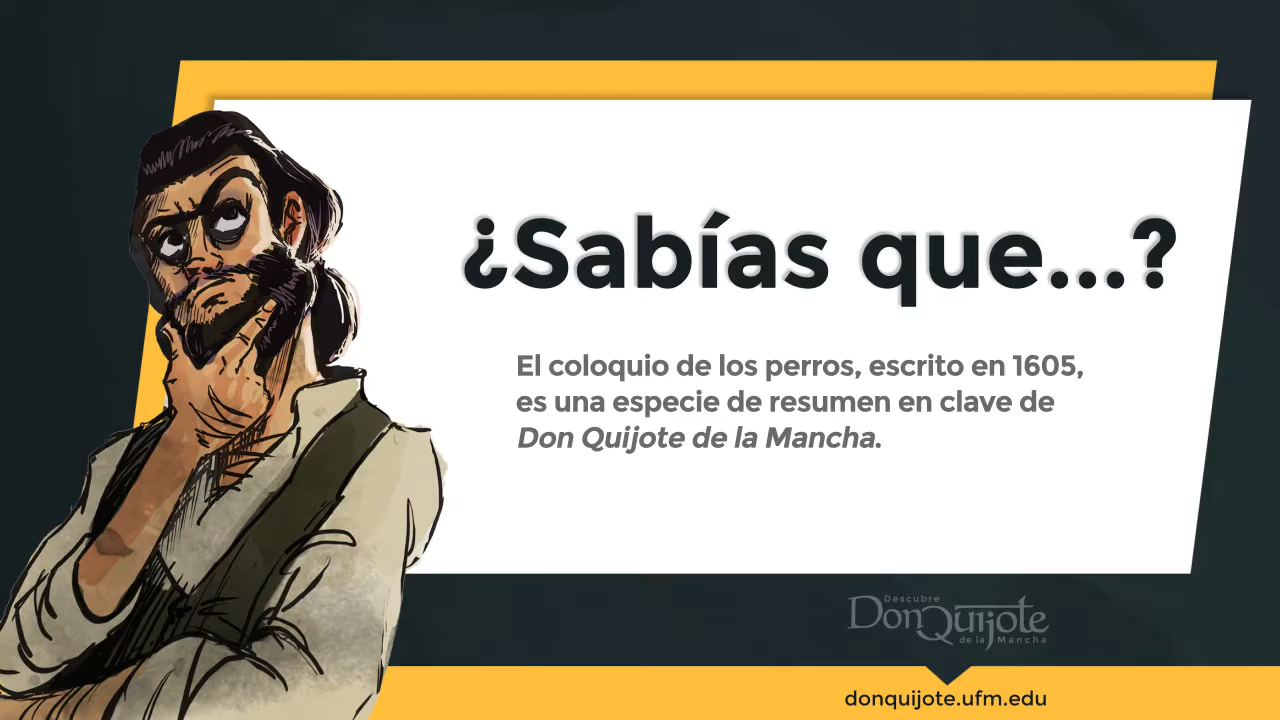 ¿Sabías que...?
El coloquio de los perros, escrito en 1605,
es una especie de resumen en clave de
Don Quijote de la Mancha.
Descubre
Don Quijote
de la Mancha
donquijote.ufm.edu